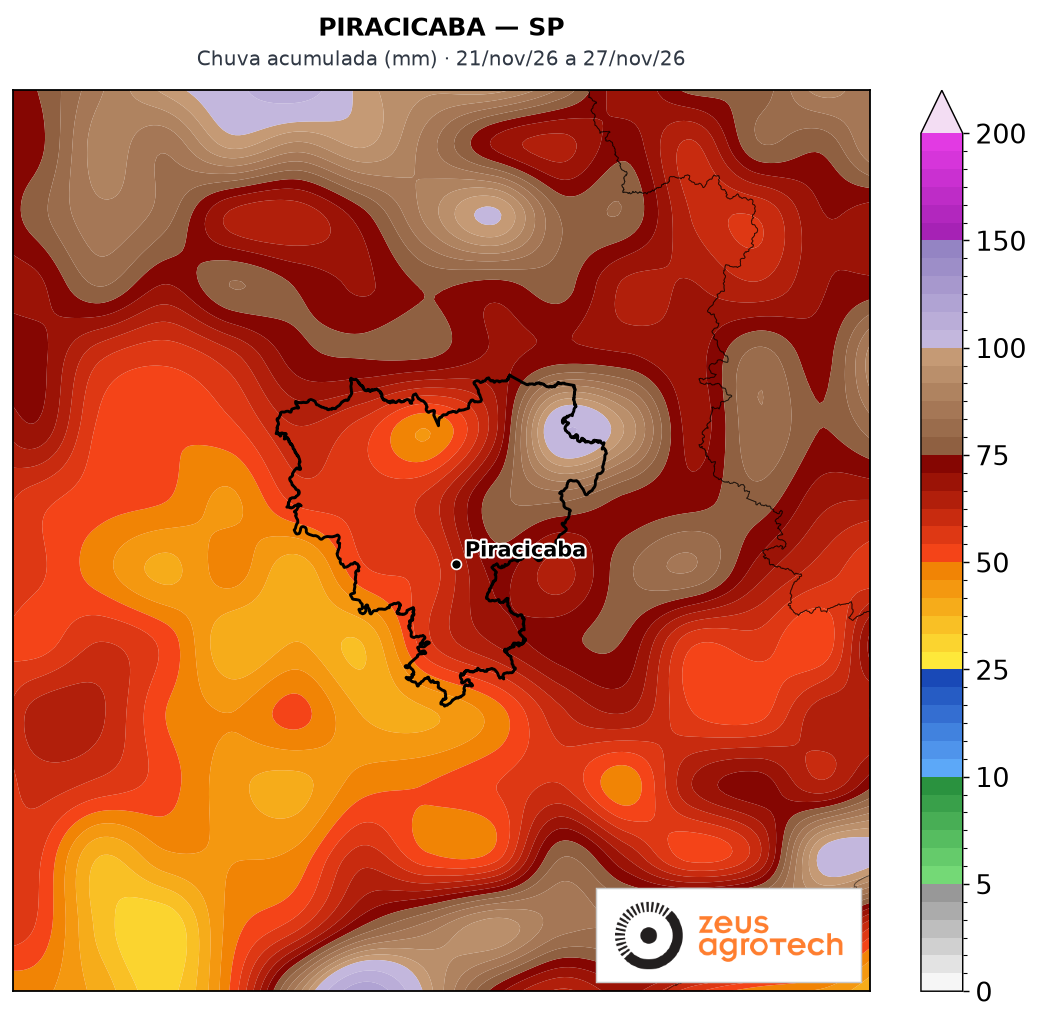 PIRACICABA — SP
Chuva acumulada (mm) · 21/nov/26 a 27/nov/26
200
150
100
75
50
25
10
5
0
Piracicaba
zeus
agrotech